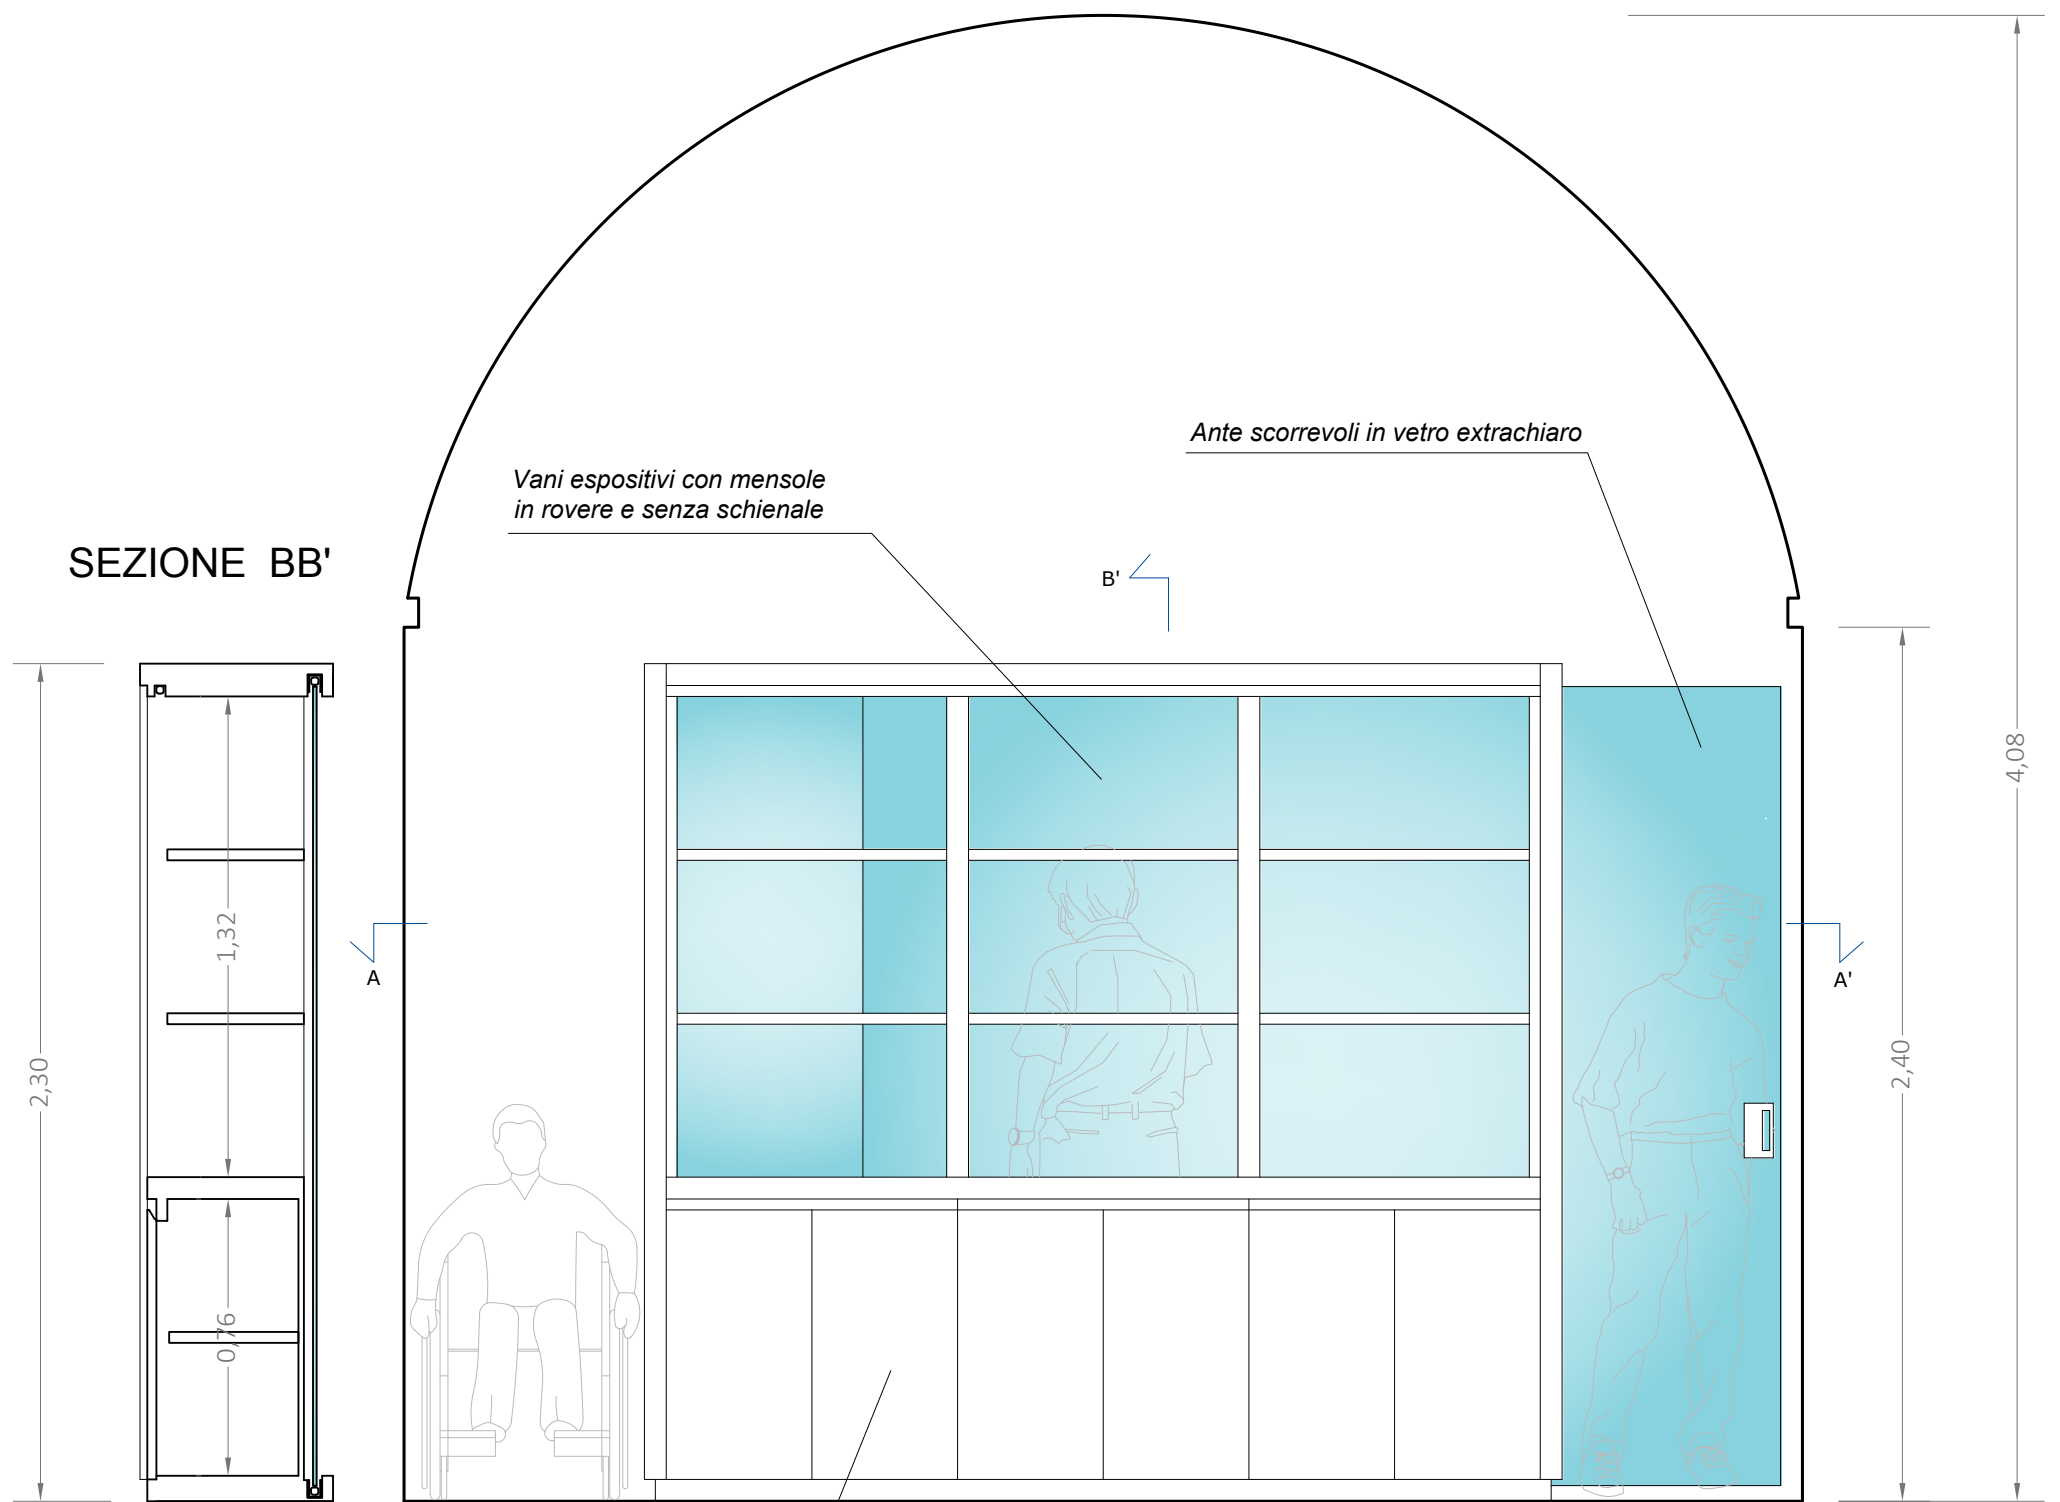 Ante scorrevoli in vetro extrachiaro
Vani espositivi con mensole
in rovere e senza schienale
SEZIONE BB'
B'
4,08
1,32
A
A'
2,30
2,40
0,76